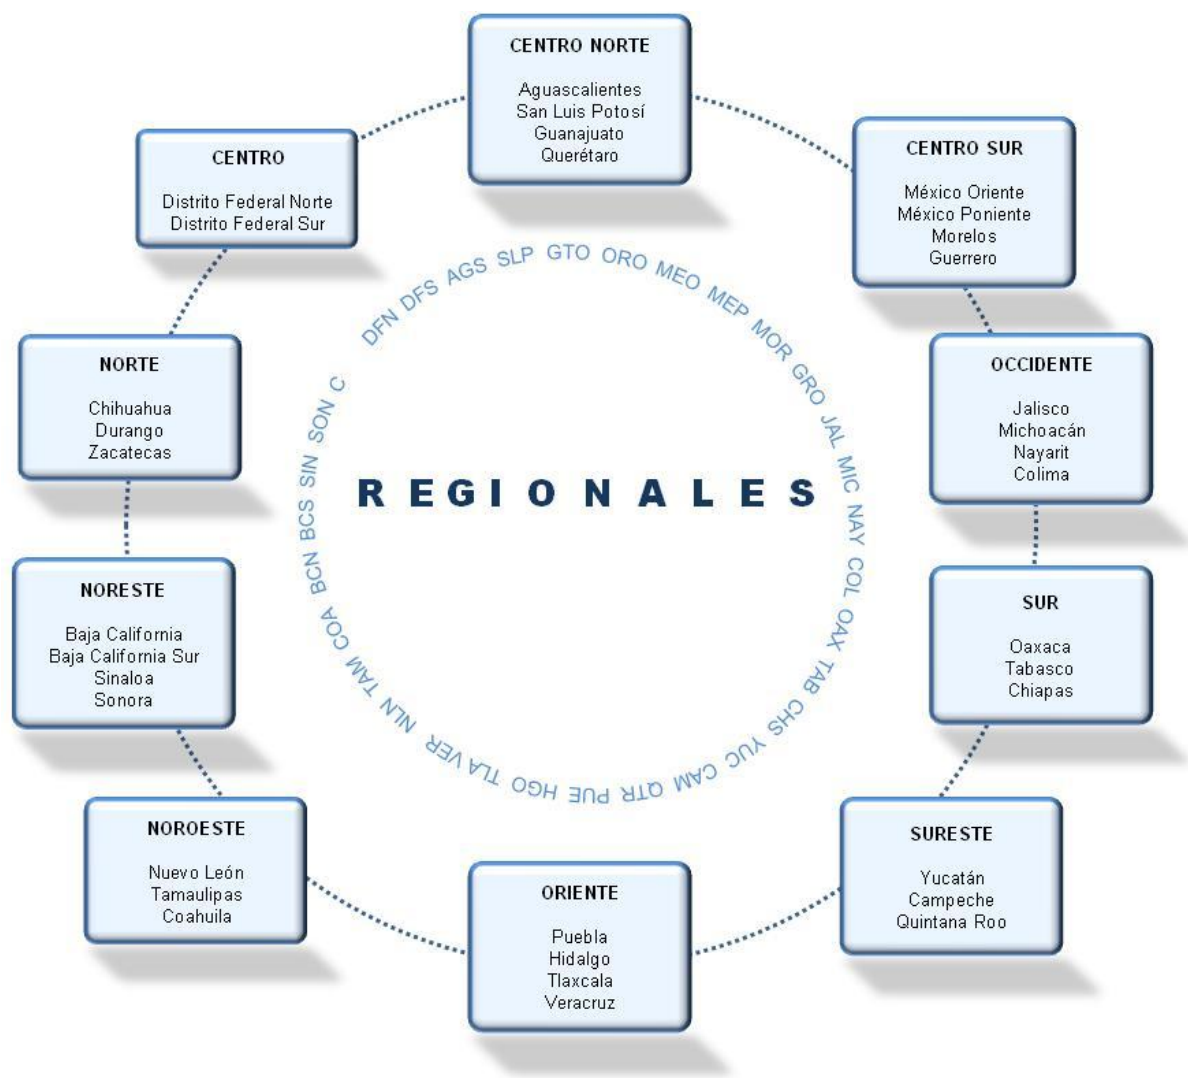 CENTRO NORTE
Aguascalientes
San Luis Potosí
Guanajuato
Querétaro
CENTRO SUR
México Oriente
México Poniente
Morelos
Guerrero
OCCIDENTE
Jalisco
Michoacán
Nayarit
Colima
SUR
Oaxaca
Tabasco
Chiapas
SURESTE
Yucatán
Campeche
Quintana Roo
ORIENTE
Puebla
Hidalgo
Tlaxcala
Veracruz
NOROESTE
Nuevo León
Tamaulipas
Coahuila
NORESTE
Baja California
Baja California Sur
Sinaloa
Sonora
NORTE
Chihuahua
Durango
Zacatecas
CENTRO
Distrito Federal Norte
Distrito Federal Sur
DFN DFS AGS SLP GTO ORO MEO MEP MOR GRO JAL MIC NAY COL OAX TAB CHS YUC CAM QTR PUE HGO TLA VER NLN TAM COA BCN BCS SIN SON C
REGIONALES